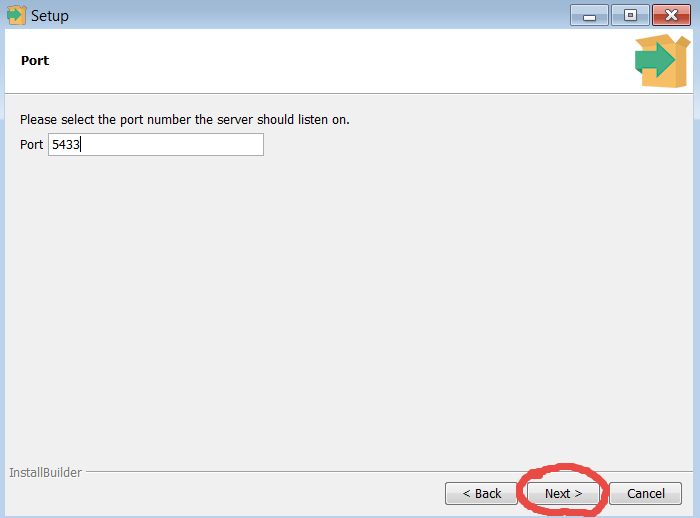 Setup
Port
Please select the port number the server should listen on.
Port 5433
InstallBuilder
< Back Next > Cancel